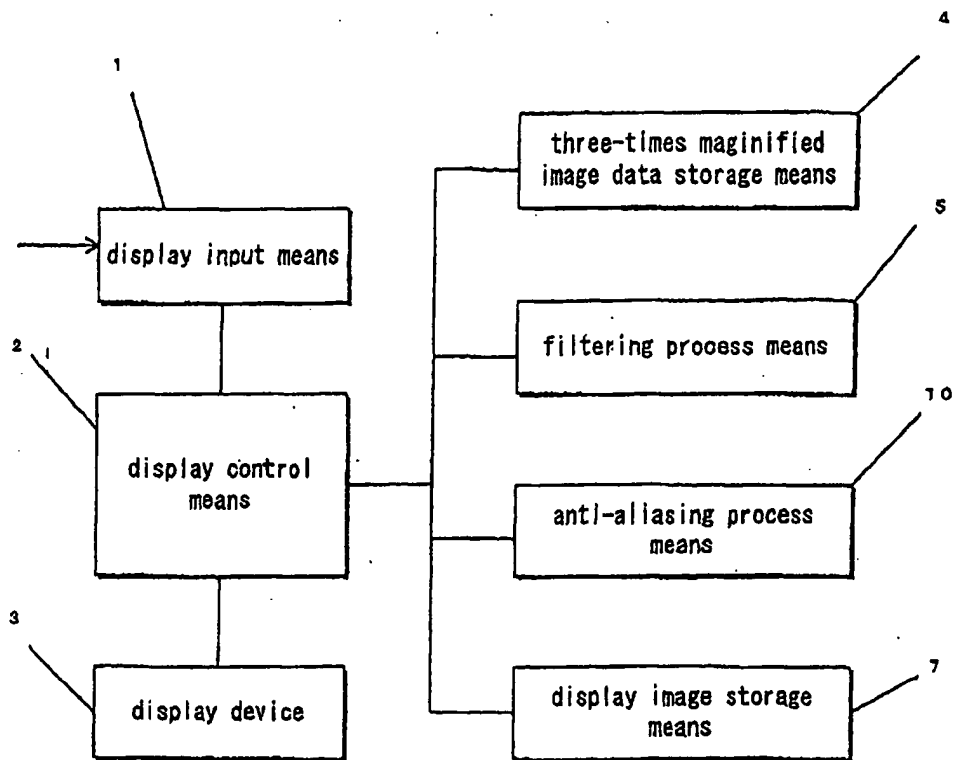 4
1
three-times maginified
image data storage means
5
display input means
filtering process means
2
10
display control
means
anti-aliasing process
means
3
7
display device
display image storage
means